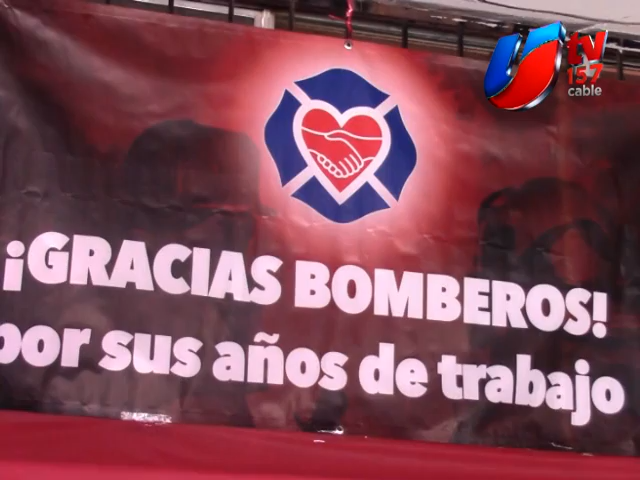 tv
157
cable
¡GRACIAS BOMBEROS!
por sus años de trabajo